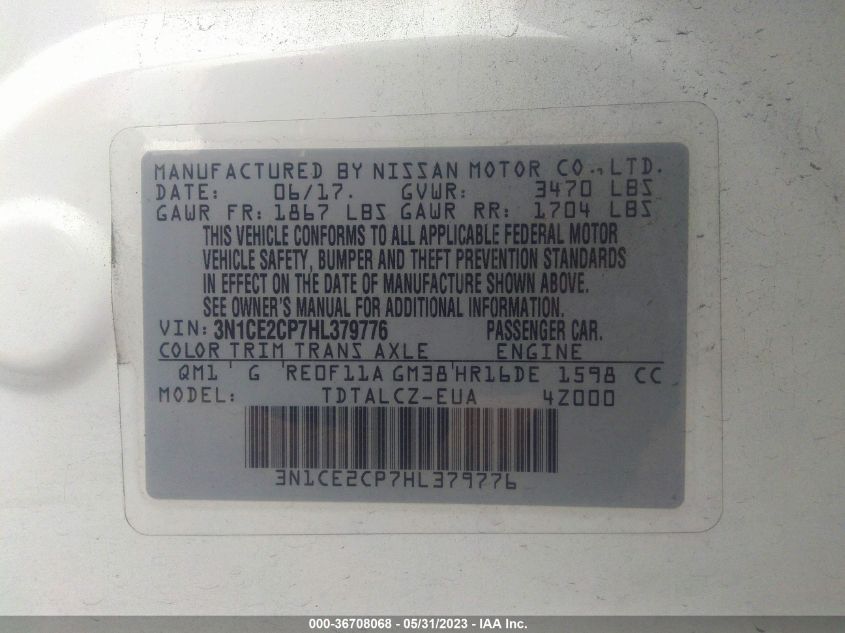 MANUFACTURED BY NISSAN MOTOR CO., LTD.
DATE: 06/17. GVWR: 3470 LBS
GAWR FR: 1867 LBS GAWR RR: 1704 LBS
THIS VEHICLE CONFORMS TO ALL APPLICABLE FEDERAL MOTOR
VEHICLE SAFETY, BUMPER AND THEFT PREVENTION STANDARDS
IN EFFECT ON THE DATE OF MANUFACTURE SHOWN ABOVE.
SEE OWNER'S MANUAL FOR ADDITIONAL INFORMATION.
VIN: 3N1CE2CP7HL379776 PASSENGER CAR.
COLOR TRIM TRANS AXLE ENGINE
QM1 G RE0F11A GM38 HR16DE 1598 CC
MODEL: TDTALCZ-EUA 4Z000
3N1CE2CP7HL379776
000-36708068 - 05/31/2023 - IAA Inc.